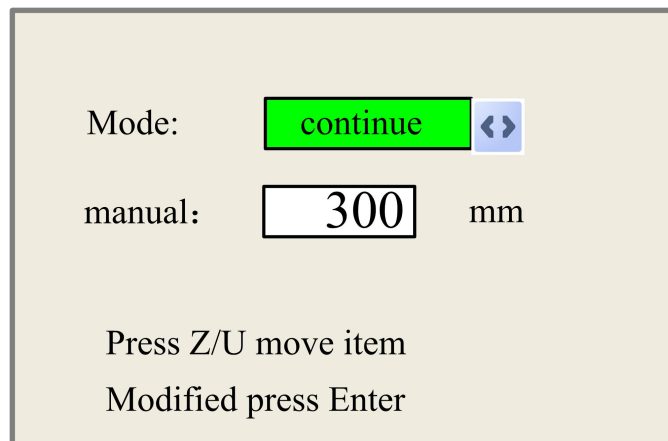 Mode: continue
manual： 300 mm
Press Z/U move item
Modified press Enter